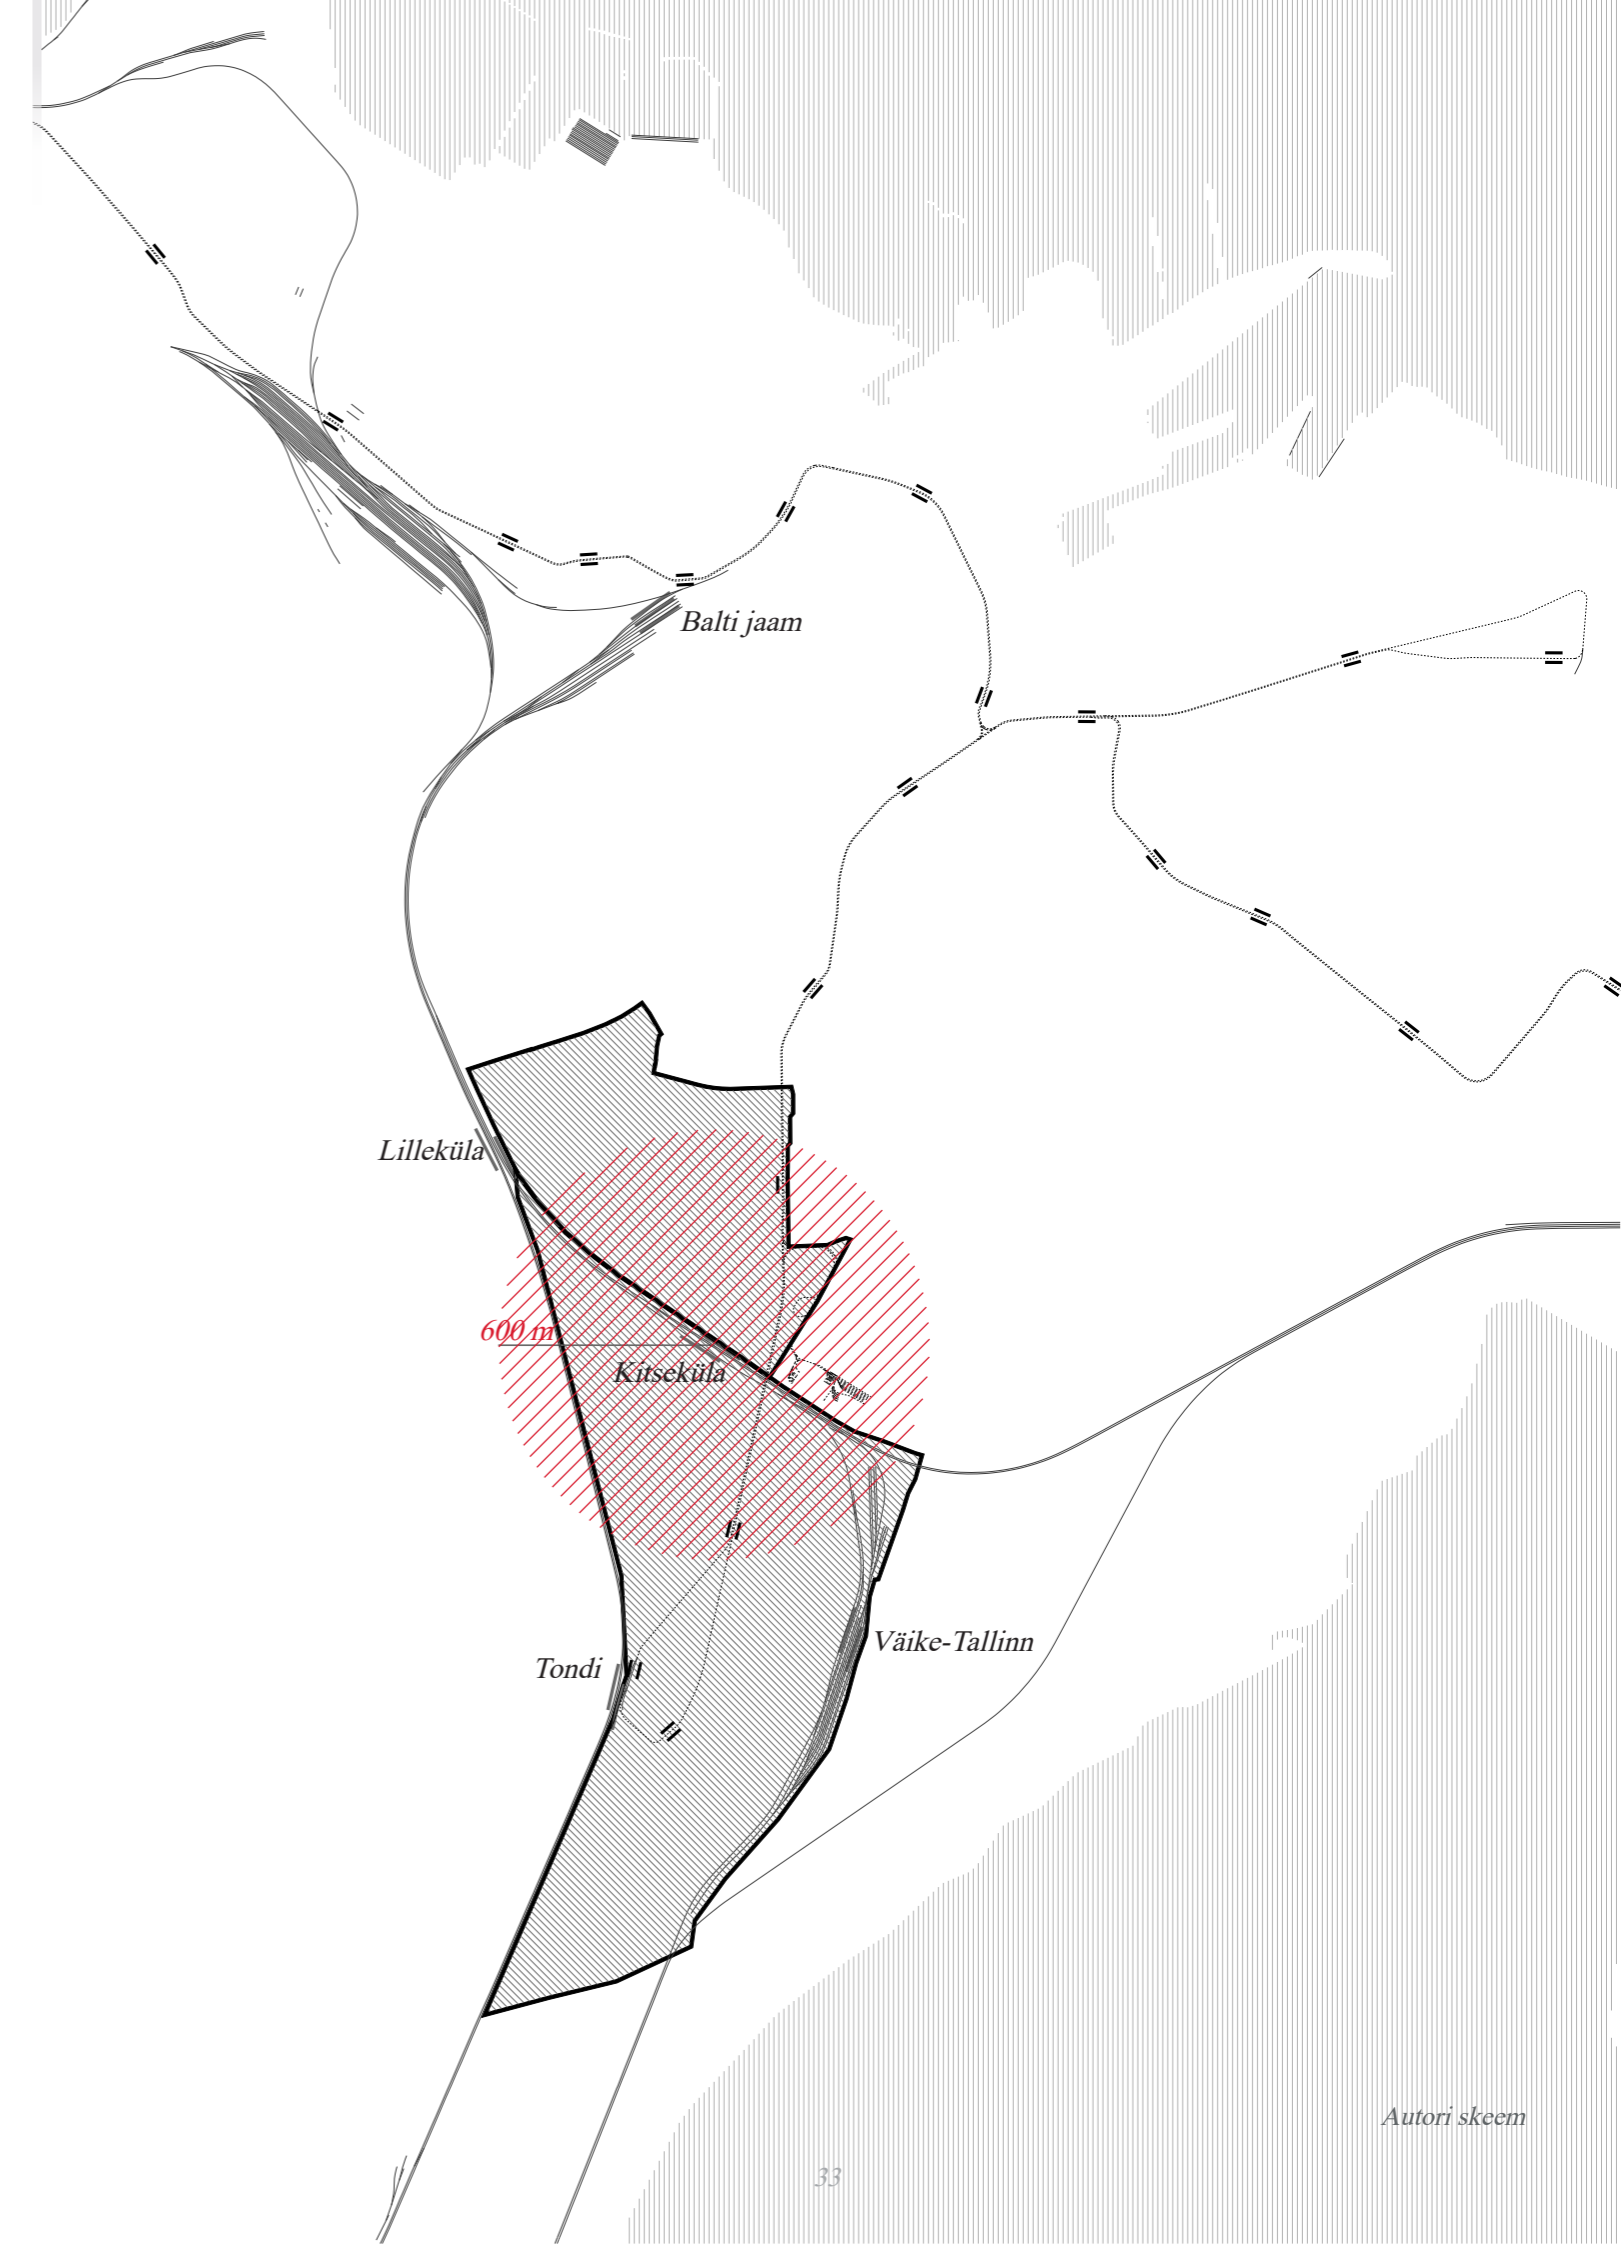 Balti jaam
Lilleküla
600 m
Kitseküla
Väike-Tallinn
Tondi
Autori skeem
33